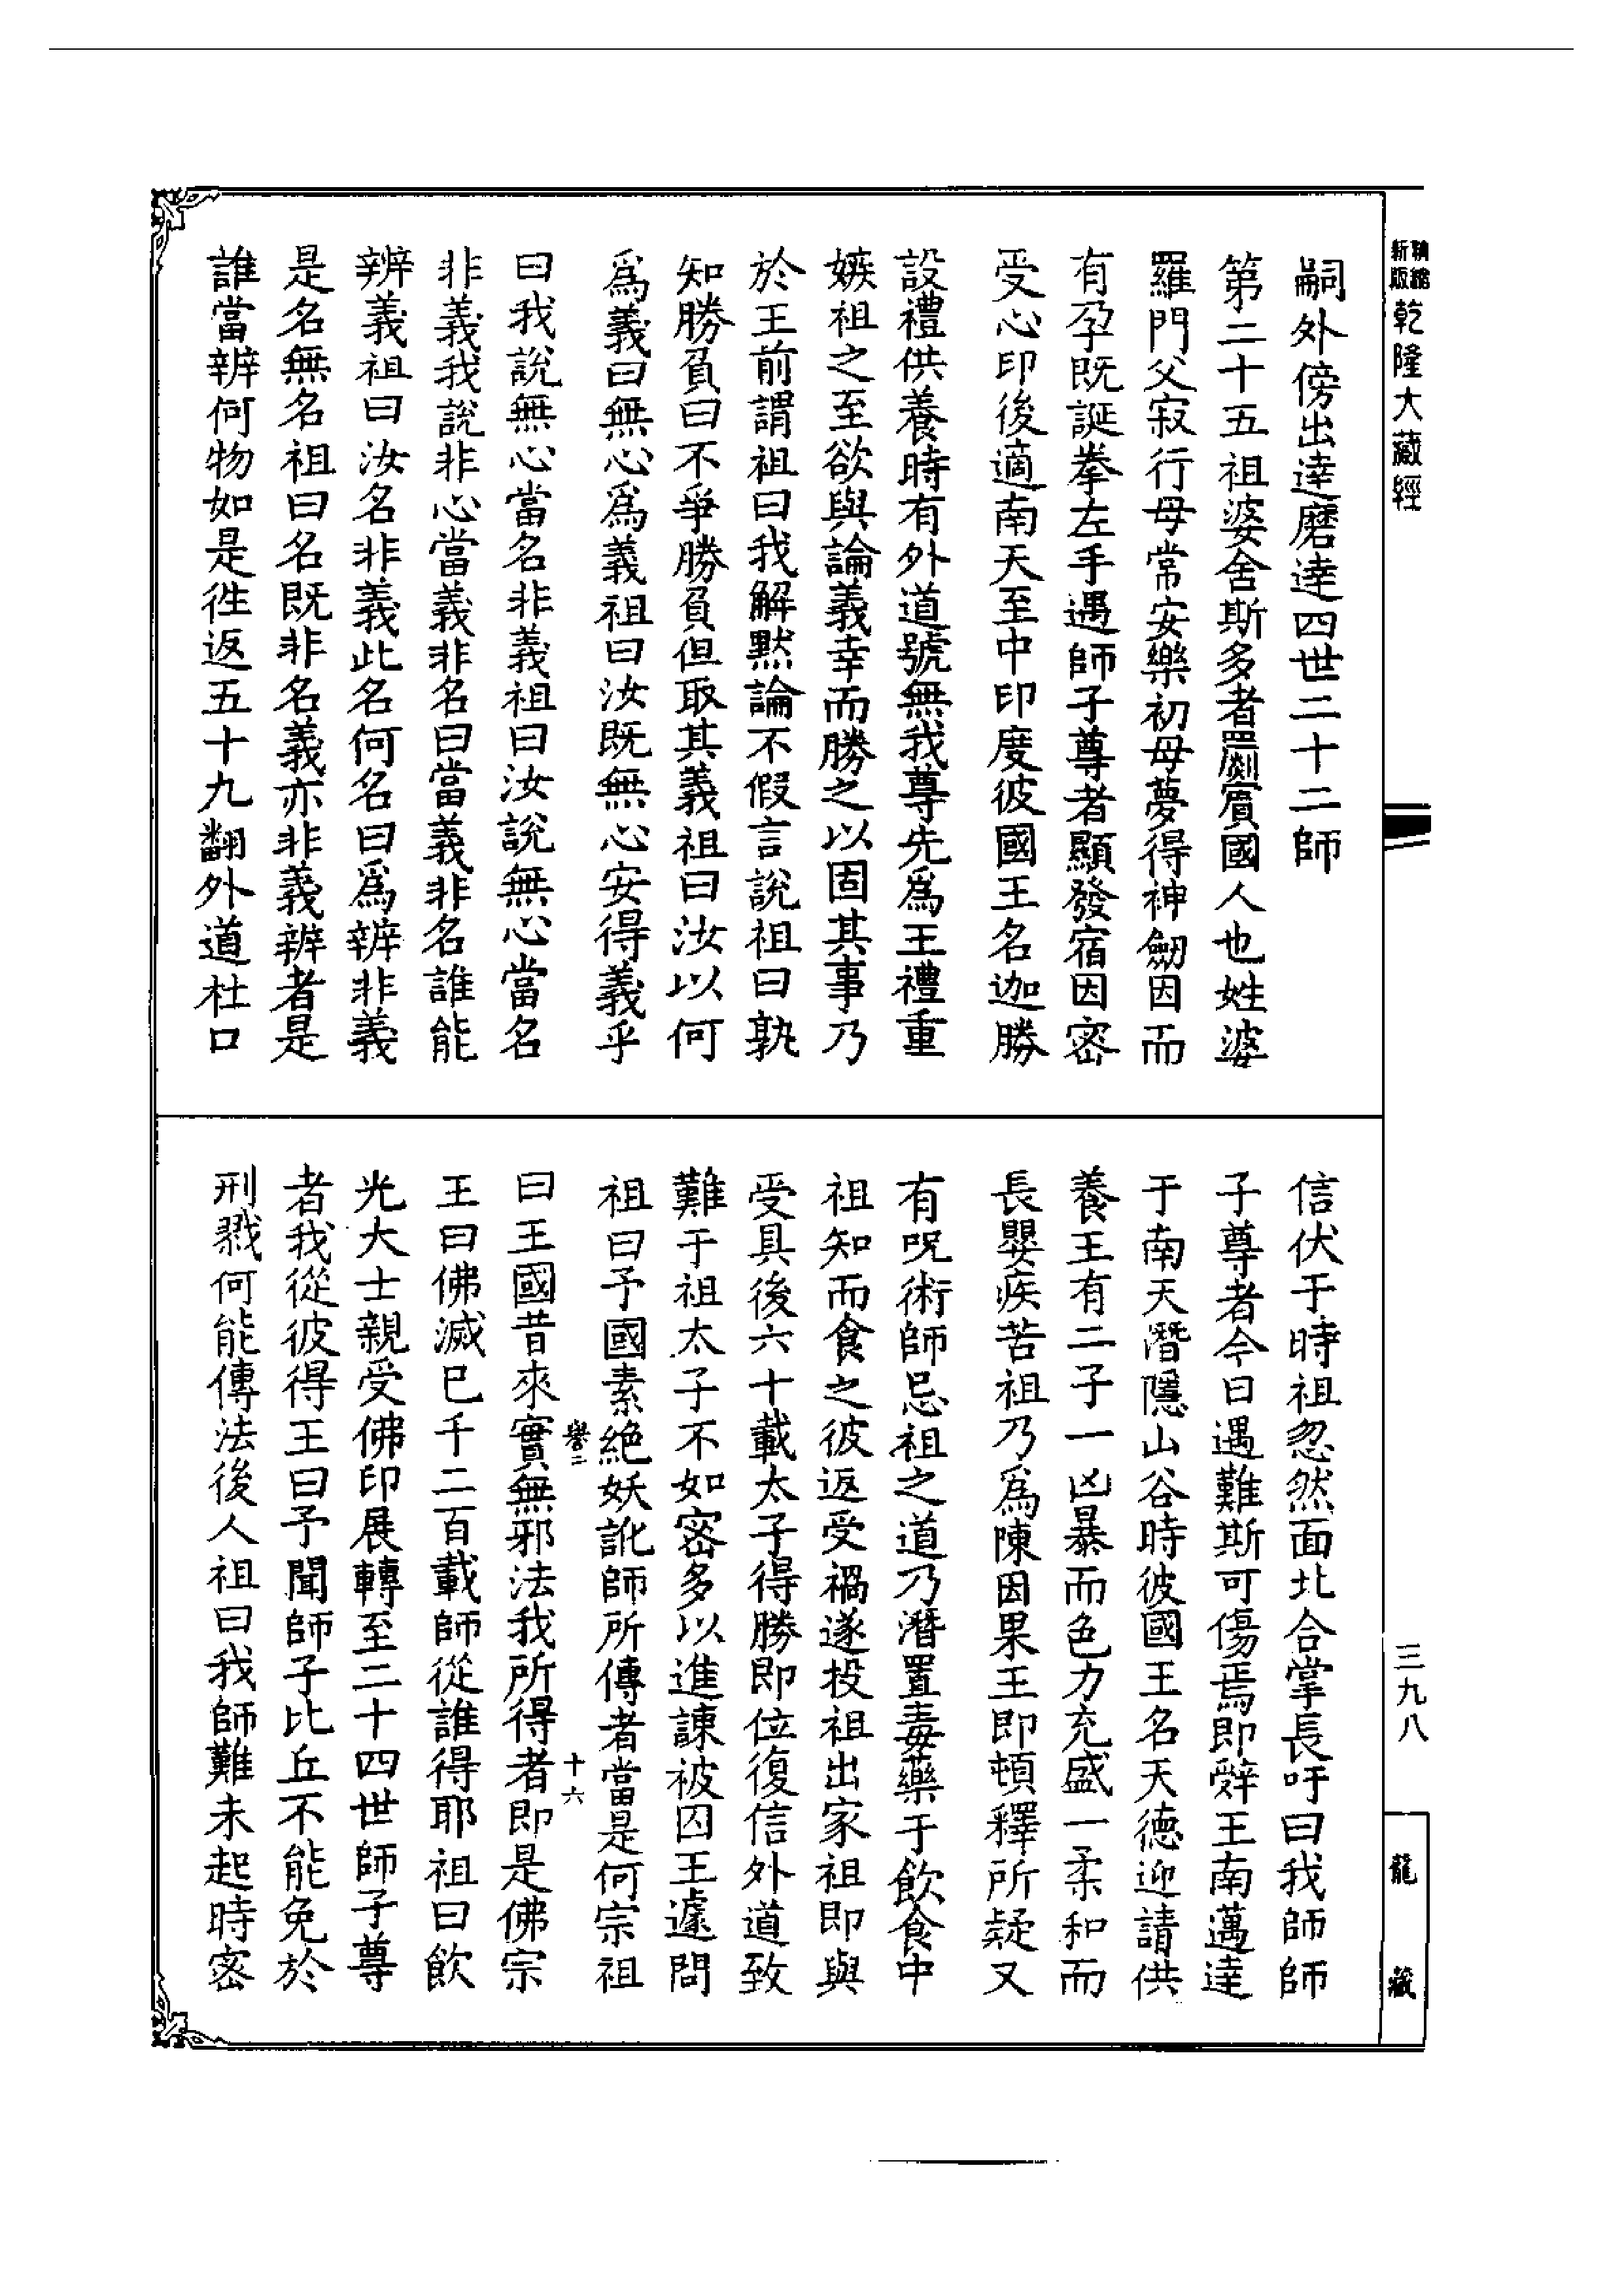 精縮新版乾隆大藏經
嗣外傍出達磨達四世二十二師
第二十五祖婆舍斯多者罽賓國人也姓婆
羅門父寂行母常安樂初母夢得神劒因而
有孕既誕拳左手遇師子尊者顯發宿因密
受心印後適南天至中印度彼國王名迦勝
設禮供養時有外道號無我尊先爲王禮重
嫉祖之至欲與論義幸而勝之以固其事乃
於王前謂祖曰我解默論不假言說祖曰孰
知勝負曰不爭勝負但取其義祖曰汝以何
爲義曰無心爲義祖曰汝既無心安得義乎
曰我說無心當名非義祖曰汝說無心當名
非義我說非心當義非名曰當義非名誰能
辨義祖曰汝名非義此名何名曰爲辨非義
是名無名祖曰名既非名義亦非義辨者是
誰當辨何物如是徃返五十九翻外道杜口
信伏于時祖忽然面北合掌長吁曰我師師
子尊者今日遇難斯可傷焉即辤王南邁達
于南天潛隱山谷時彼國王名天德迎請供
養王有二子一凶暴而色力充盛一柔和而
長嬰疾苦祖乃爲陳因果王即頓釋所疑又
有呪術師忌祖之道乃潛置毒藥于飲食中
祖知而食之彼返受禍遂投祖出家祖即與
受具後六十載太子得勝即位復信外道致
難于祖太子不如密多以進諫被囚王遽問
祖曰予國素絕妖訛師所傳者當是何宗祖
譽二 十六
曰王國昔來實無邪法我所得者即是佛宗
王曰佛滅巳千二百載師從誰得耶祖曰飲
光大士親受佛印展轉至二十四世師子尊
者我從彼得王曰予聞師子比丘不能免於
刑戮何能傳法後人祖曰我師難未起時密
三九八
龍藏